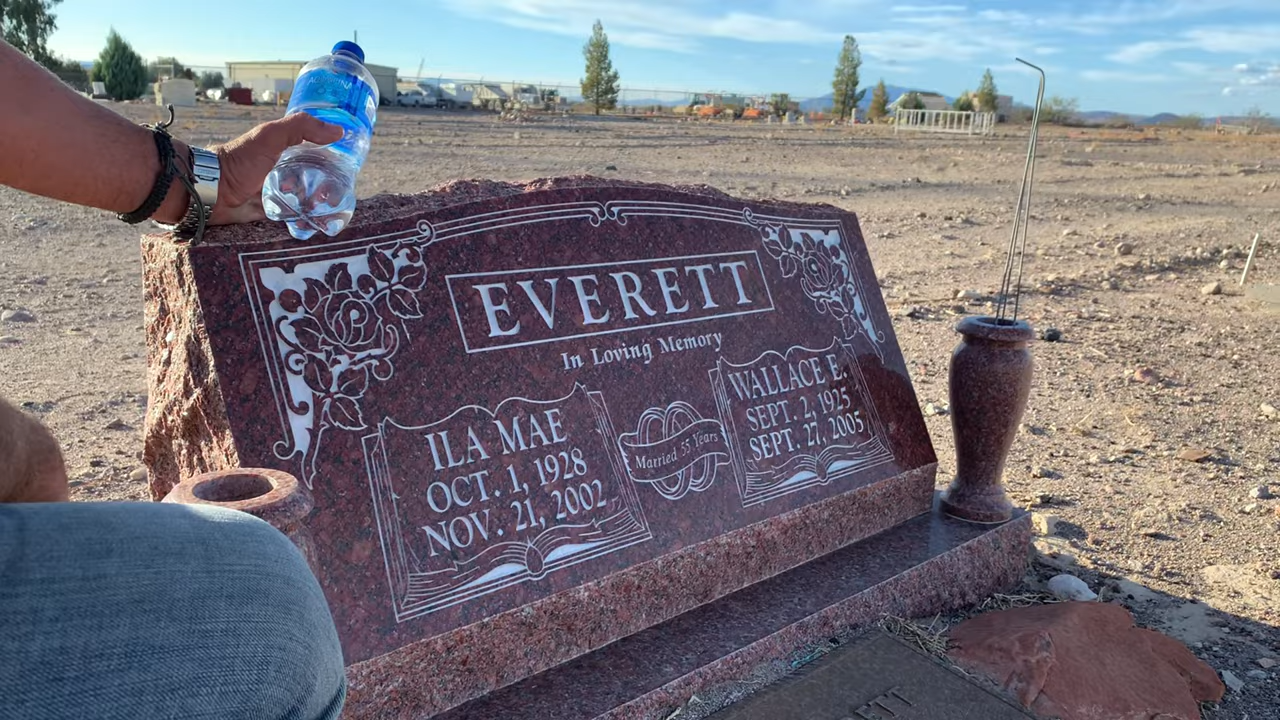 EVERETT
In Loving Memory
ILA MAE
OCT. 1, 1928
NOV. 21, 2002
Married 55 Years
WALLACE E.
SEPT. 2, 1925
SEPT. 27, 2005